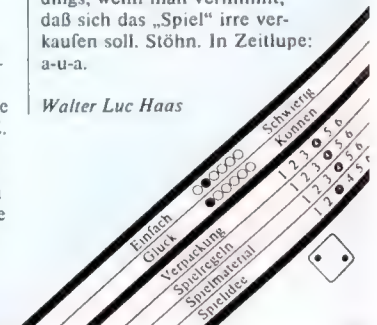 dings, wenn man vernimmt,
daß sich das „Spiel“ irre ver-
kaufen soll. Stöhn. In Zeitlupe:
a-u-a.
Walter Luc Haas
Einfach ○●○○○○ Schwierig
Glück ●○○○○○ Können
Verpackung 1 2 3 ● 5 6
Spielregeln 1 2 3 ● 5 6
Spielmaterial 1 2 3 ● 5 6
Spielidee 1 2 ● 4 5 6